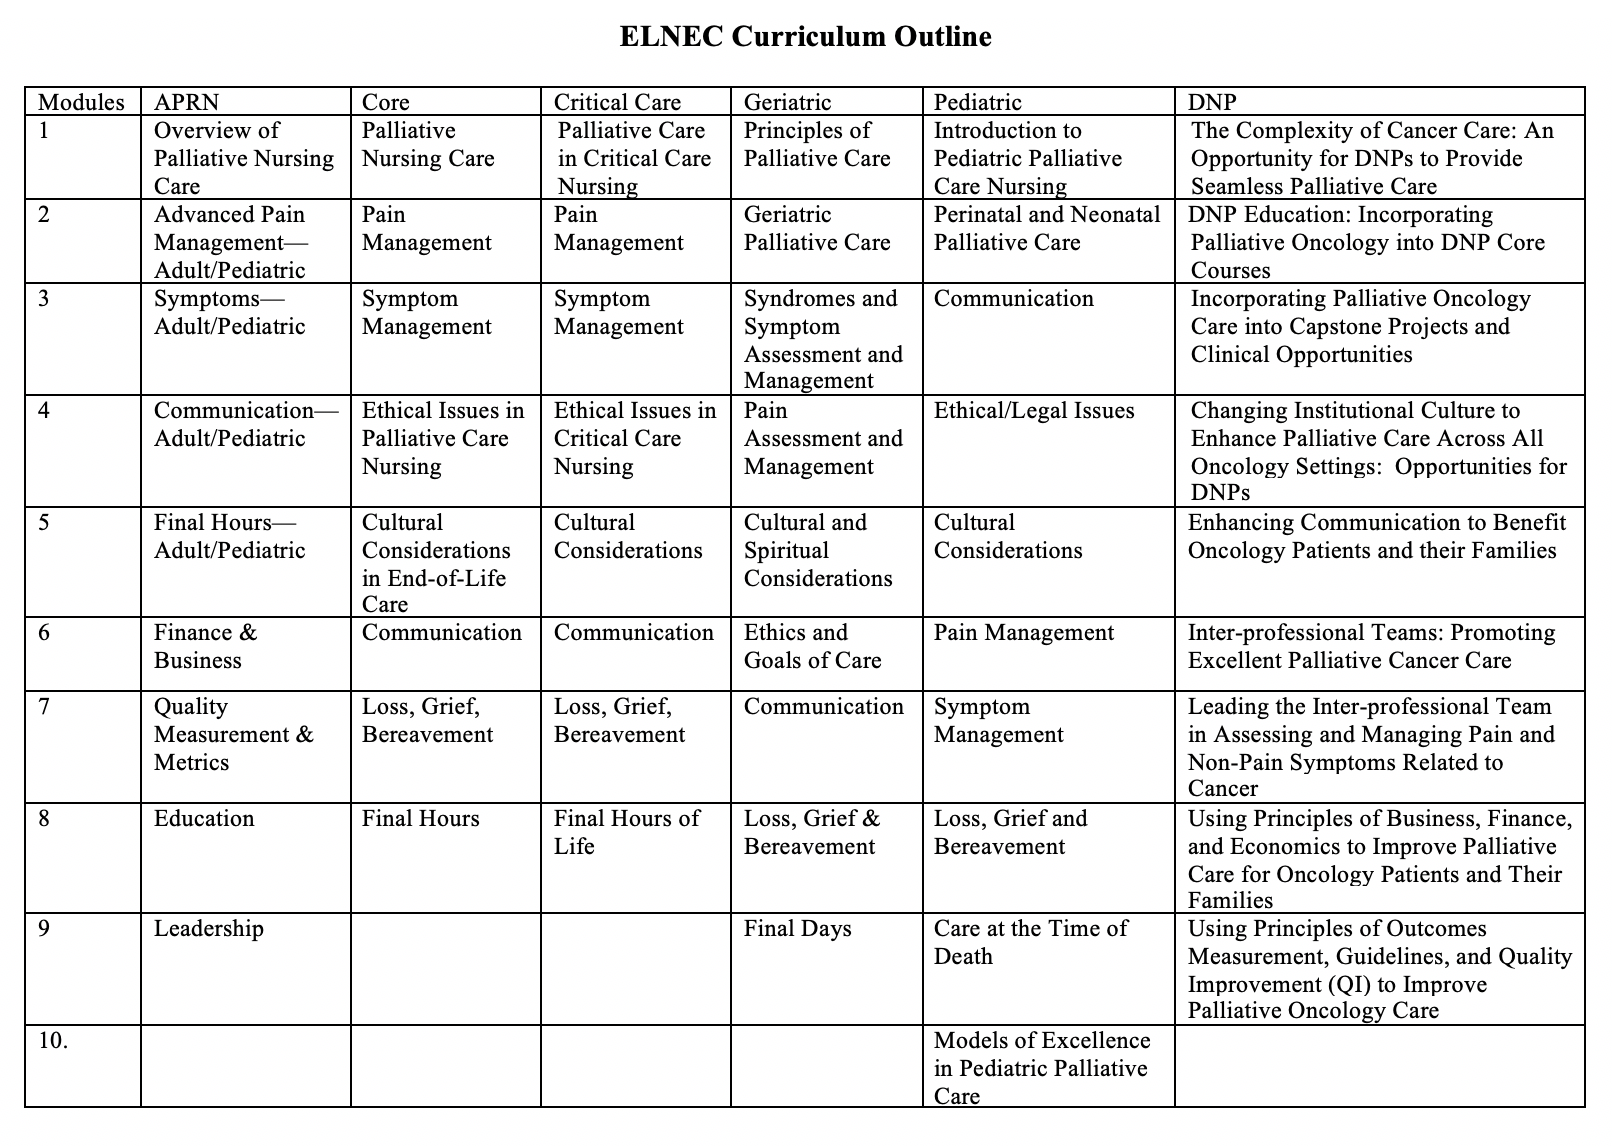 ELNEC Curriculum Outline
Modules
APRN
Core
Critical Care
Geriatric
Pediatric
DNP
1
Overview of
Palliative Nursing
Care
Palliative
Nursing Care
Palliative Care
in Critical Care
Nursing
Principles of
Palliative Care
Introduction to
Pediatric Palliative
Care Nursing
The Complexity of Cancer Care: An
Opportunity for DNPs to Provide
Seamless Palliative Care
2
Advanced Pain
Management—
Adult/Pediatric
Pain
Management
Pain
Management
Geriatric
Palliative Care
Perinatal and Neonatal
Palliative Care
DNP Education: Incorporating
Palliative Oncology into DNP Core
Courses
3
Symptoms—
Adult/Pediatric
Symptom
Management
Symptom
Management
Syndromes and
Symptom
Assessment and
Management
Communication
Incorporating Palliative Oncology
Care into Capstone Projects and
Clinical Opportunities
4
Communication—
Adult/Pediatric
Ethical Issues in
Palliative Care
Nursing
Ethical Issues in
Critical Care
Nursing
Pain
Assessment and
Management
Ethical/Legal Issues
Changing Institutional Culture to
Enhance Palliative Care Across All
Oncology Settings:  Opportunities for
DNPs
5
Final Hours—
Adult/Pediatric
Cultural
Considerations
in End-of-Life
Care
Cultural
Considerations
Cultural and
Spiritual
Considerations
Cultural
Considerations
Enhancing Communication to Benefit
Oncology Patients and their Families
6
Finance &
Business
Communication
Communication
Ethics and
Goals of Care
Pain Management
Inter-professional Teams: Promoting
Excellent Palliative Cancer Care
7
Quality
Measurement &
Metrics
Loss, Grief,
Bereavement
Loss, Grief,
Bereavement
Communication
Symptom
Management
Leading the Inter-professional Team
in Assessing and Managing Pain and
Non-Pain Symptoms Related to
Cancer
8
Education
Final Hours
Final Hours of
Life
Loss, Grief &
Bereavement
Loss, Grief and
Bereavement
Using Principles of Business, Finance,
and Economics to Improve Palliative
Care for Oncology Patients and Their
Families
9
Leadership
Final Days
Care at the Time of
Death
Using Principles of Outcomes
Measurement, Guidelines, and Quality
Improvement (QI) to Improve
Palliative Oncology Care
10.
Models of Excellence
in Pediatric Palliative
Care